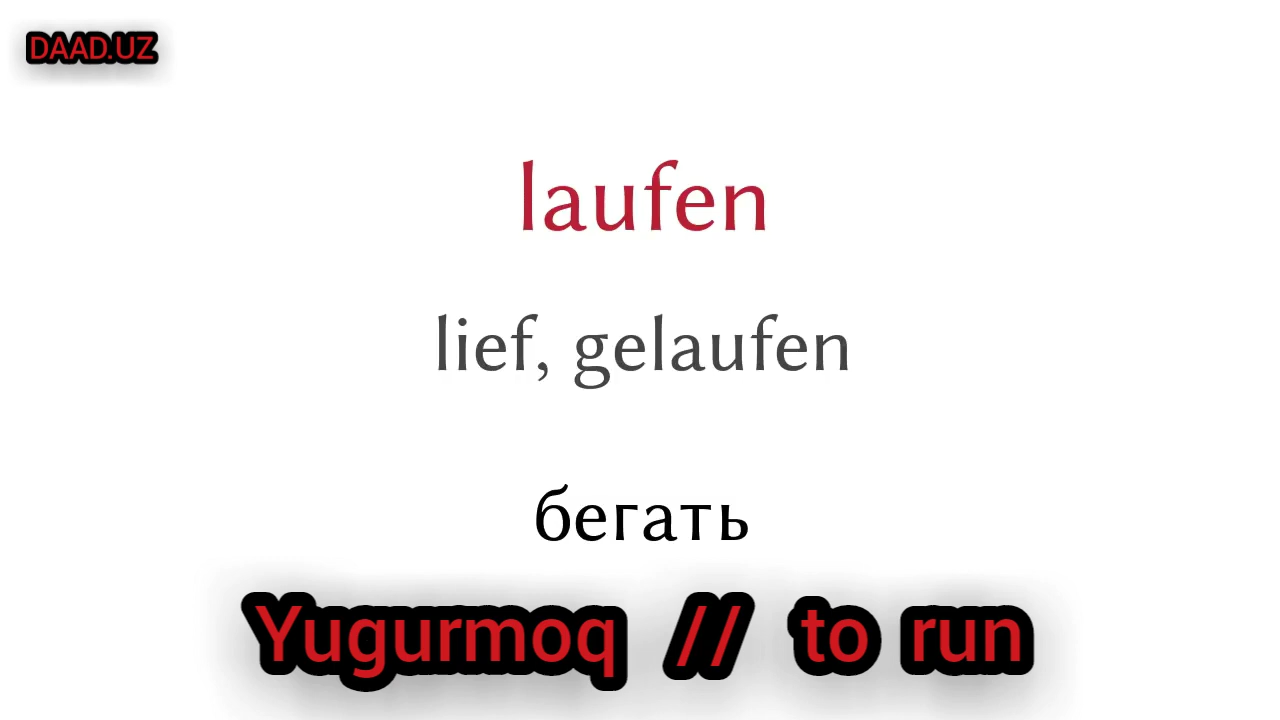 DAAD.UZ
laufen
lief, gelaufen
бегать
Yugurmoq // to run